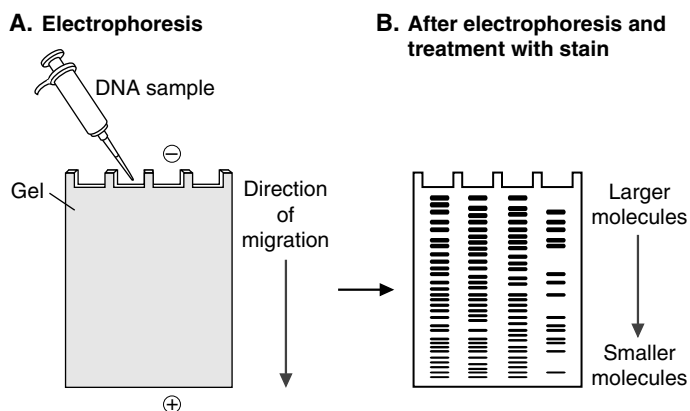 A. Electrophoresis
DNA sample
⊖
Gel
Direction
of
migration
⊕
B. After electrophoresis and
treatment with stain
Larger
molecules
Smaller
molecules